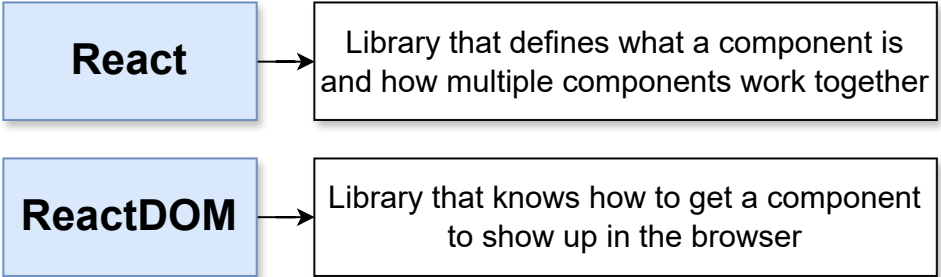 React
Library that defines what a component is
and how multiple components work together
ReactDOM
Library that knows how to get a component
to show up in the browser